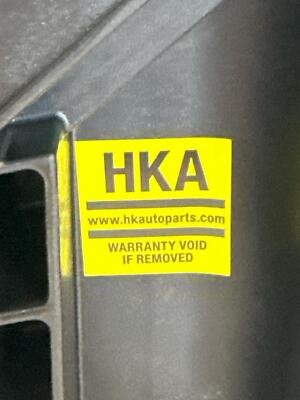 HKA
www.hkautoparts.com
WARRANTY VOID
IF REMOVED